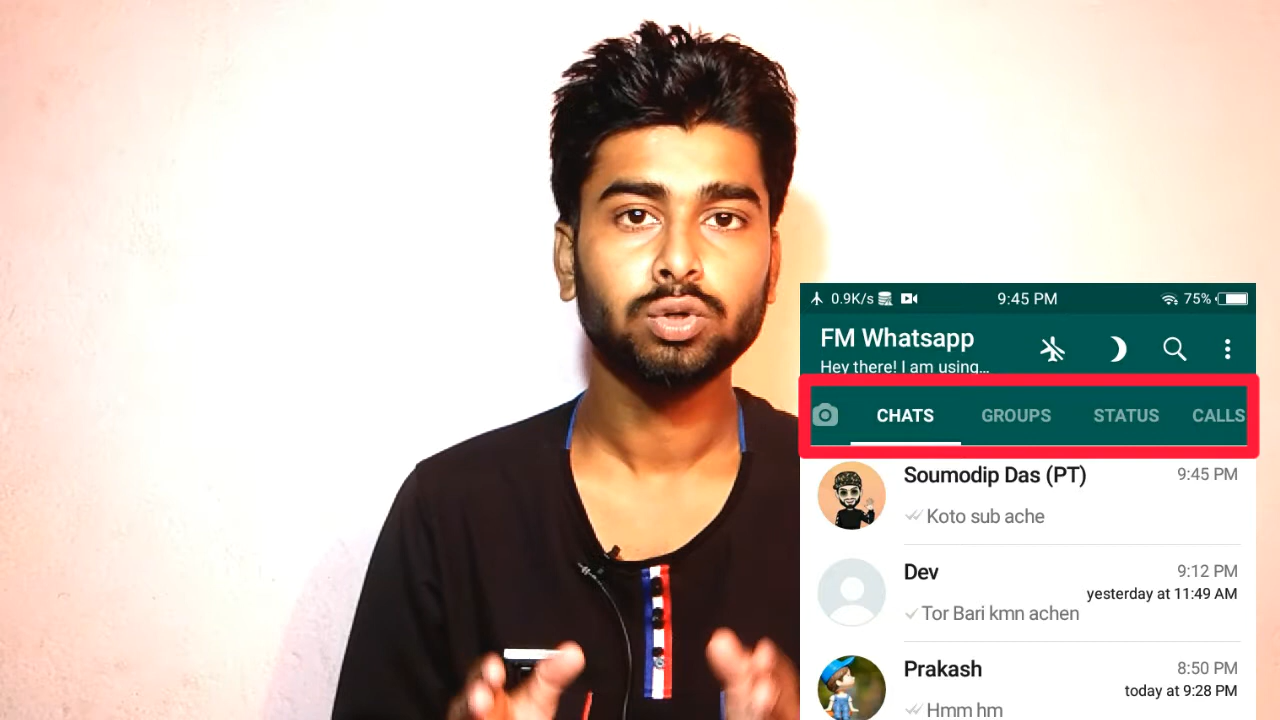 0.9K/s 9:45 PM 75%
FM Whatsapp
Hey there! I am using...
CHATS GROUPS STATUS CALLS
Soumodip Das (PT) 9:45 PM
Koto sub ache
Dev 9:12 PM
yesterday at 11:49 AM
Tor Bari kmn achen
Prakash 8:50 PM
today at 9:28 PM
Hmm hm